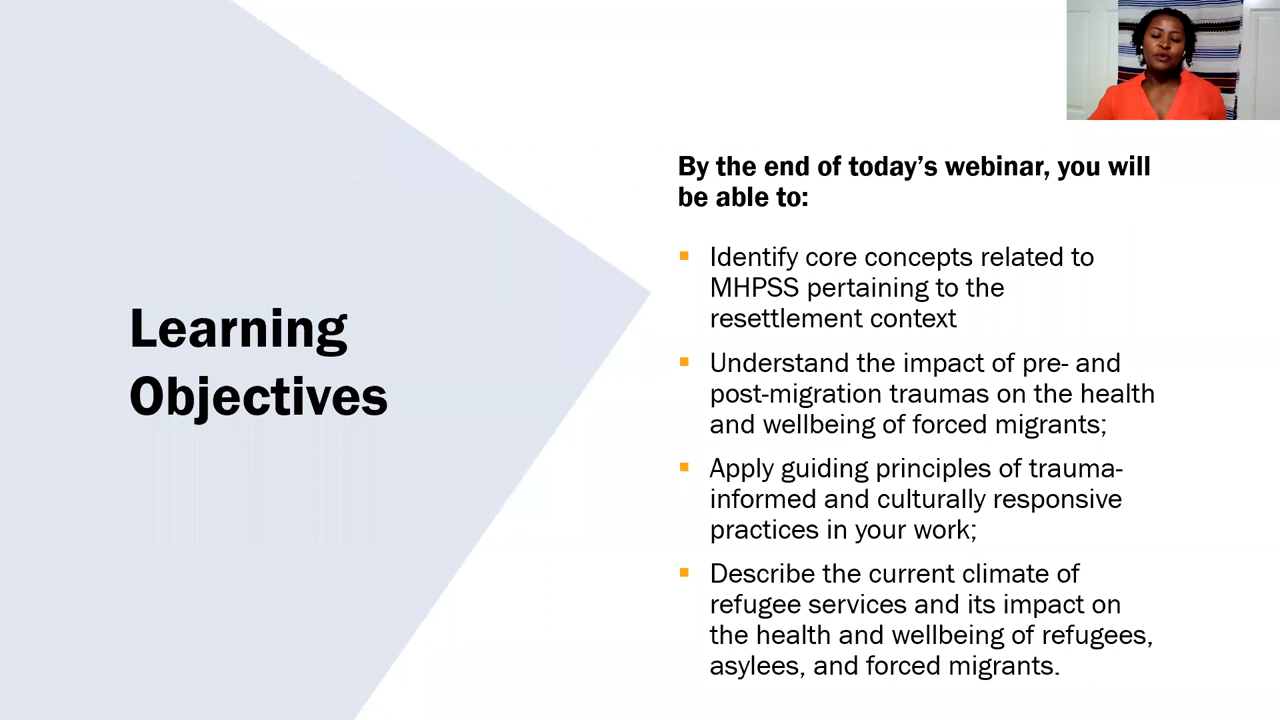 Learning
Objectives
By the end of today’s webinar, you will
be able to:
Identify core concepts related to
MHPSS pertaining to the
resettlement context
Understand the impact of pre- and
post-migration traumas on the health
and wellbeing of forced migrants;
Apply guiding principles of trauma-
informed and culturally responsive
practices in your work;
Describe the current climate of
refugee services and its impact on
the health and wellbeing of refugees,
asylees, and forced migrants.